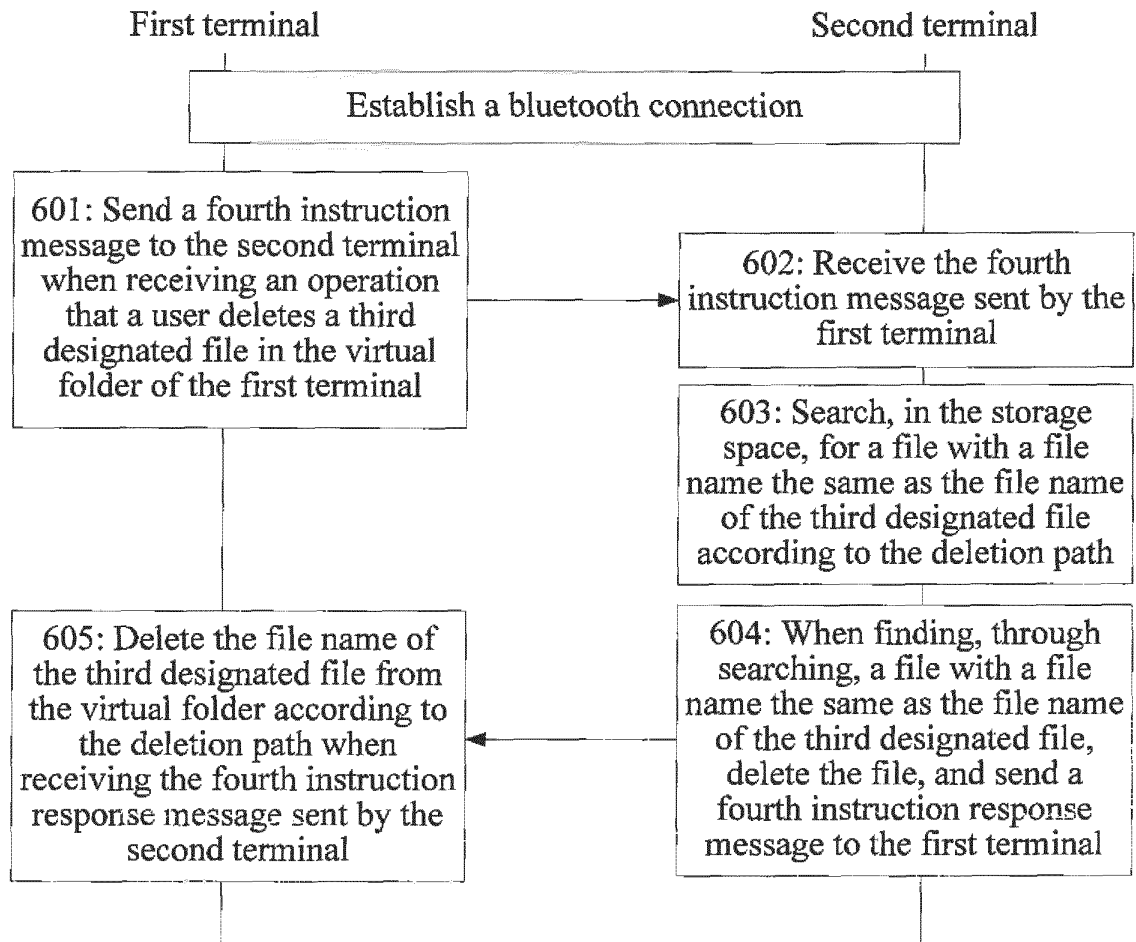 First terminal
Second terminal
Establish a bluetooth connection
601: Send a fourth instruction
message to the second terminal
when receiving an operation
that a user deletes a third
designated file in the virtual
folder of the first terminal
602: Receive the fourth
instruction message sent by the
first terminal
603: Search, in the storage
space, for a file with a file
name the same as the file name
of the third designated file
according to the deletion path
604: When finding, through
searching, a file with a file
name the same as the file name
of the third designated file,
delete the file, and send a
fourth instruction response
message to the first terminal
605: Delete the file name of
the third designated file from
the virtual folder according to
the deletion path when
receiving the fourth instruction
response message sent by the
second terminal